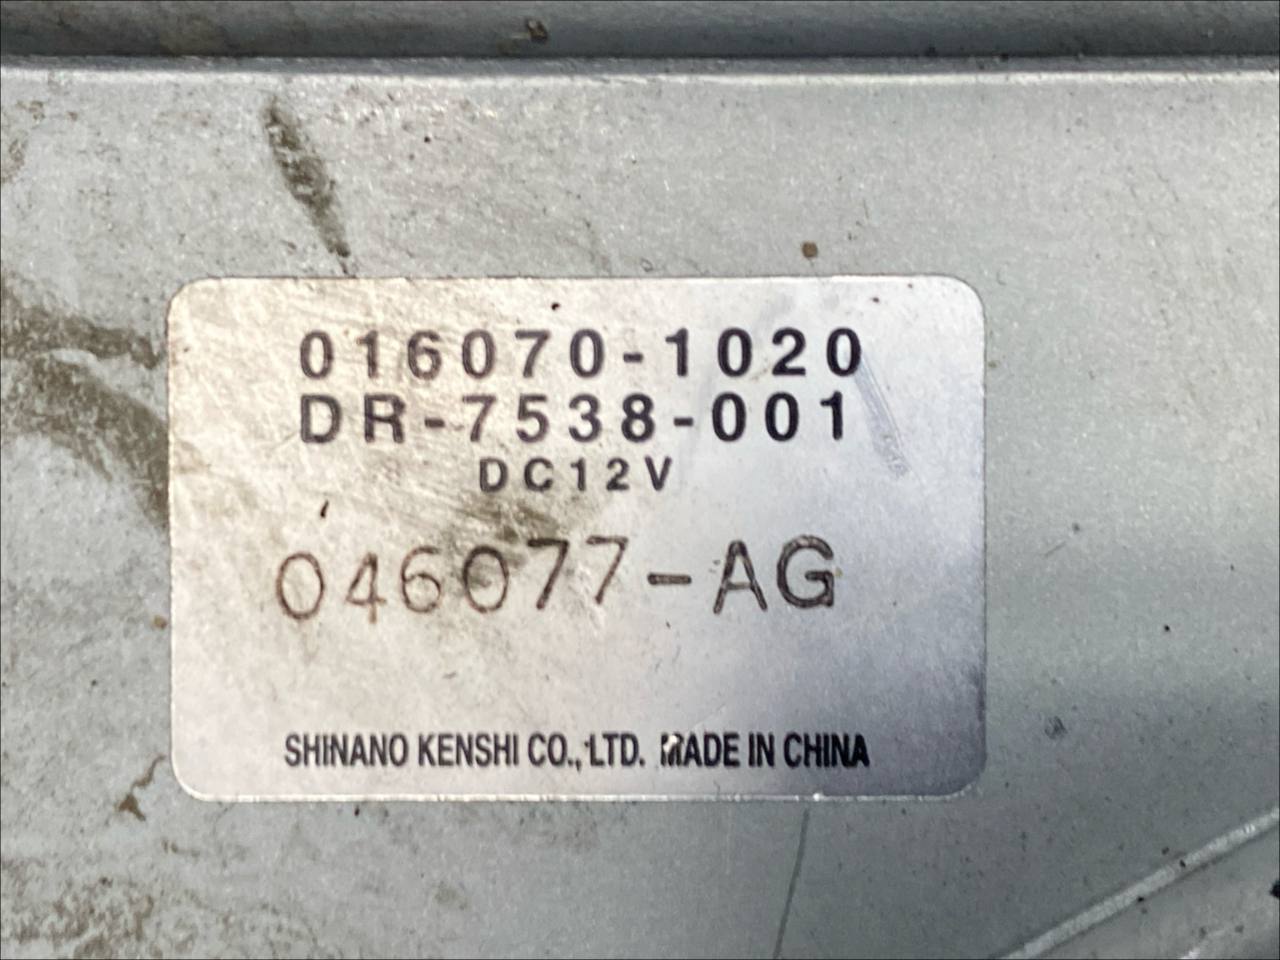 016070-1020
DR-7538-001
DC12V
046077-AG
SHINANO KENSHI CO.,LTD. MADE IN CHINA